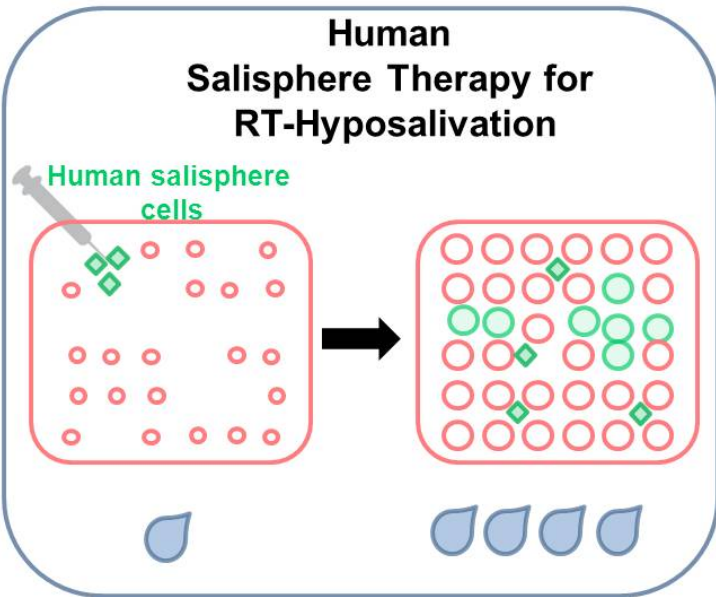 Human
Salisphere Therapy for
RT-Hyposalivation
Human salisphere
cells